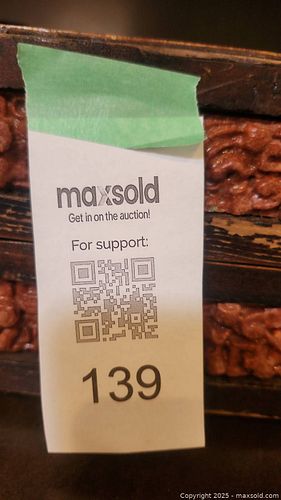 maxsold
Get in on the auction!
For support:
139
Copyright 2025 - maxsold.com